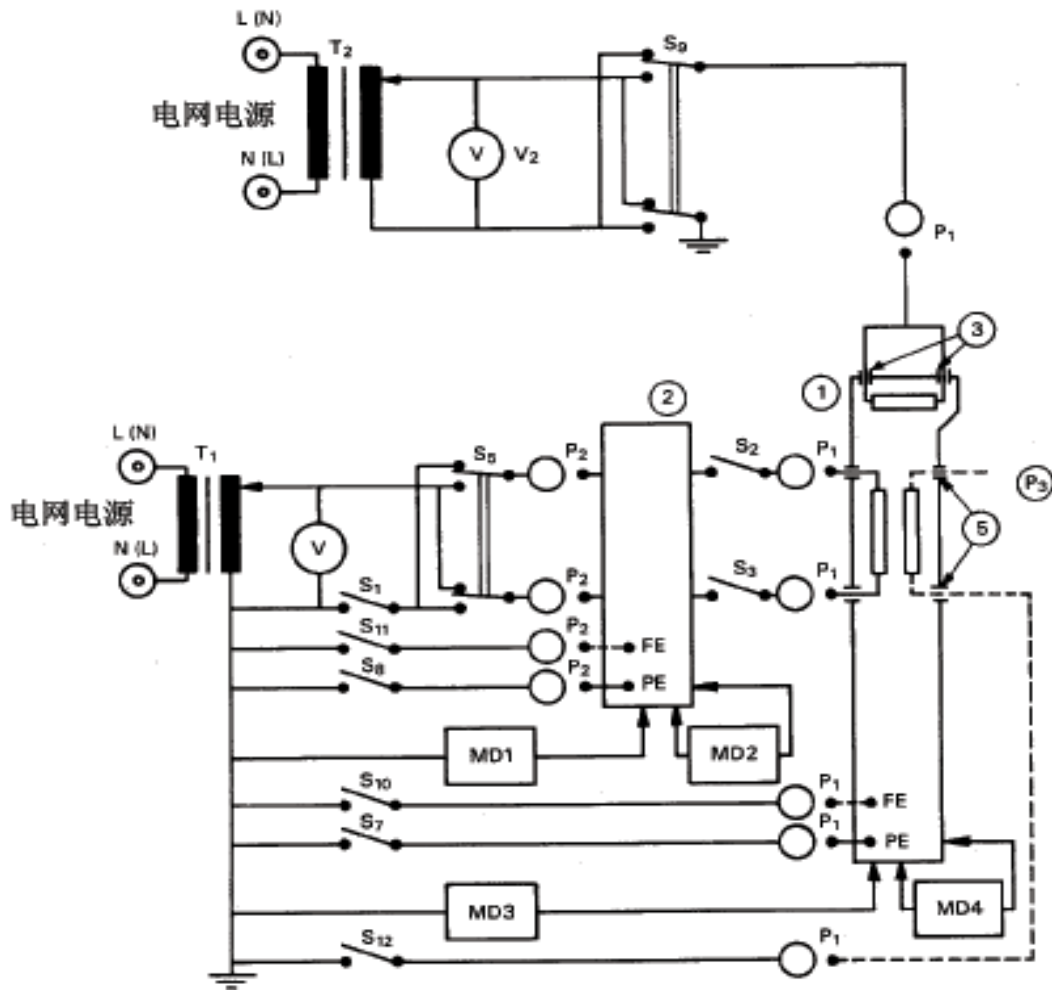 L (N)
T2
S9
电网电源
V
V2
N (L)
P1
3
1
2
L (N)
T1
S5
P2
S2
P1
P3
电网电源
V
5
N (L)
S1
P2
S3
P1
S11
P2
FE
S8
P2
PE
MD1
MD2
S10
P1
FE
S7
P1
PE
MD3
MD4
S12
P1